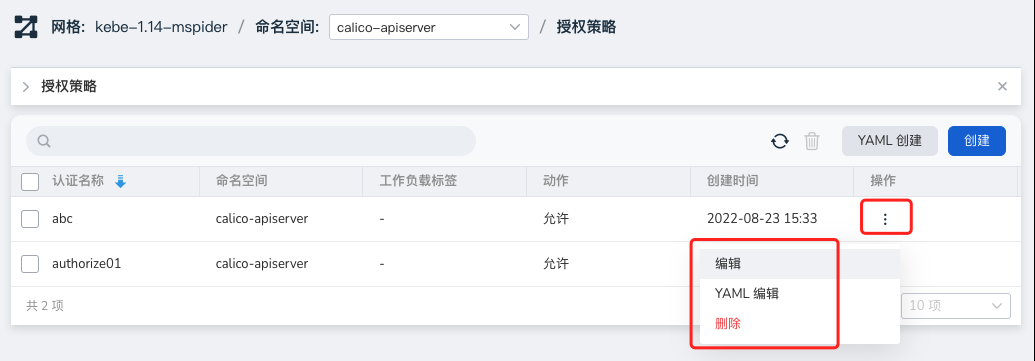 网格: kebe-1.14-mspider / 命名空间: calico-apiserver / 授权策略
授权策略
YAML 创建 创建
认证名称 命名空间 工作负载标签 动作 创建时间 操作
abc calico-apiserver - 允许 2022-08-23 15:33
authorize01 calico-apiserver - 允许
编辑
YAML 编辑
删除
共 2 项 10 项